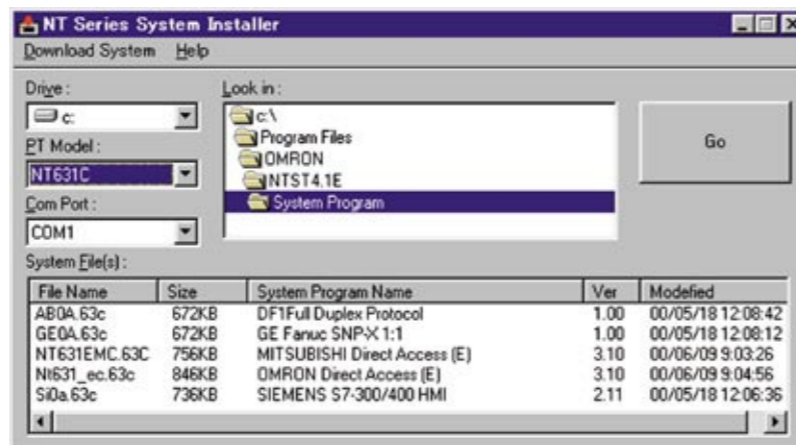 NT Series System Installer
Download System Help
Drive :
c:
PT Model :
NT631C
Com Port :
COM1
Look in :
c:\
Program Files
OMRON
NTST4.1E
System Program
Go
System File(s) :
File Name Size System Program Name Ver Modefied
AB0A.63c 672KB DF1Full Duplex Protocol 1.00 00/05/18 12:08:42
GE0A.63c 672KB GE Fanuc SNP-X 1:1 1.00 00/05/18 12:08:12
NT631EMC.63C 756KB MITSUBISHI Direct Access (E) 3.10 00/06/09 9:03:26
Nt631_ec.63c 846KB OMRON Direct Access (E) 3.10 00/06/09 9:04:56
Si0a.63c 736KB SIEMENS S7-300/400 HMI 2.11 00/05/18 12:06:36